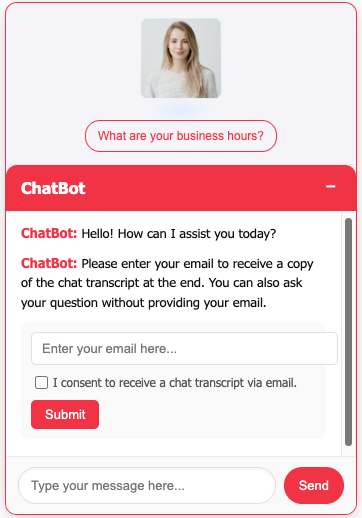 What are your business hours?
ChatBot
ChatBot: Hello! How can I assist you today?
ChatBot: Please enter your email to receive a copy
of the chat transcript at the end. You can also ask
your question without providing your email.
Enter your email here...
I consent to receive a chat transcript via email.
Submit
Type your message here...
Send